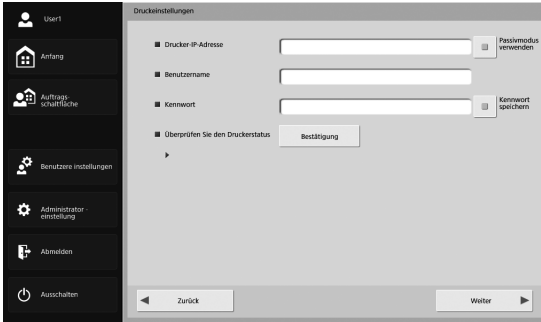 User1
Anfang
Auftrags-
schaltfläche
Benutzere instellungen
Administrator -
einstellung
Abmelden
Ausschalten
Druckeinstellungen
Drucker-IP-Adresse
Passivmodus
verwenden
Benutzername
Kennwort
Kennwort
speichern
Überprüfen Sie den Druckerstatus
Bestätigung
Zurück
Weiter